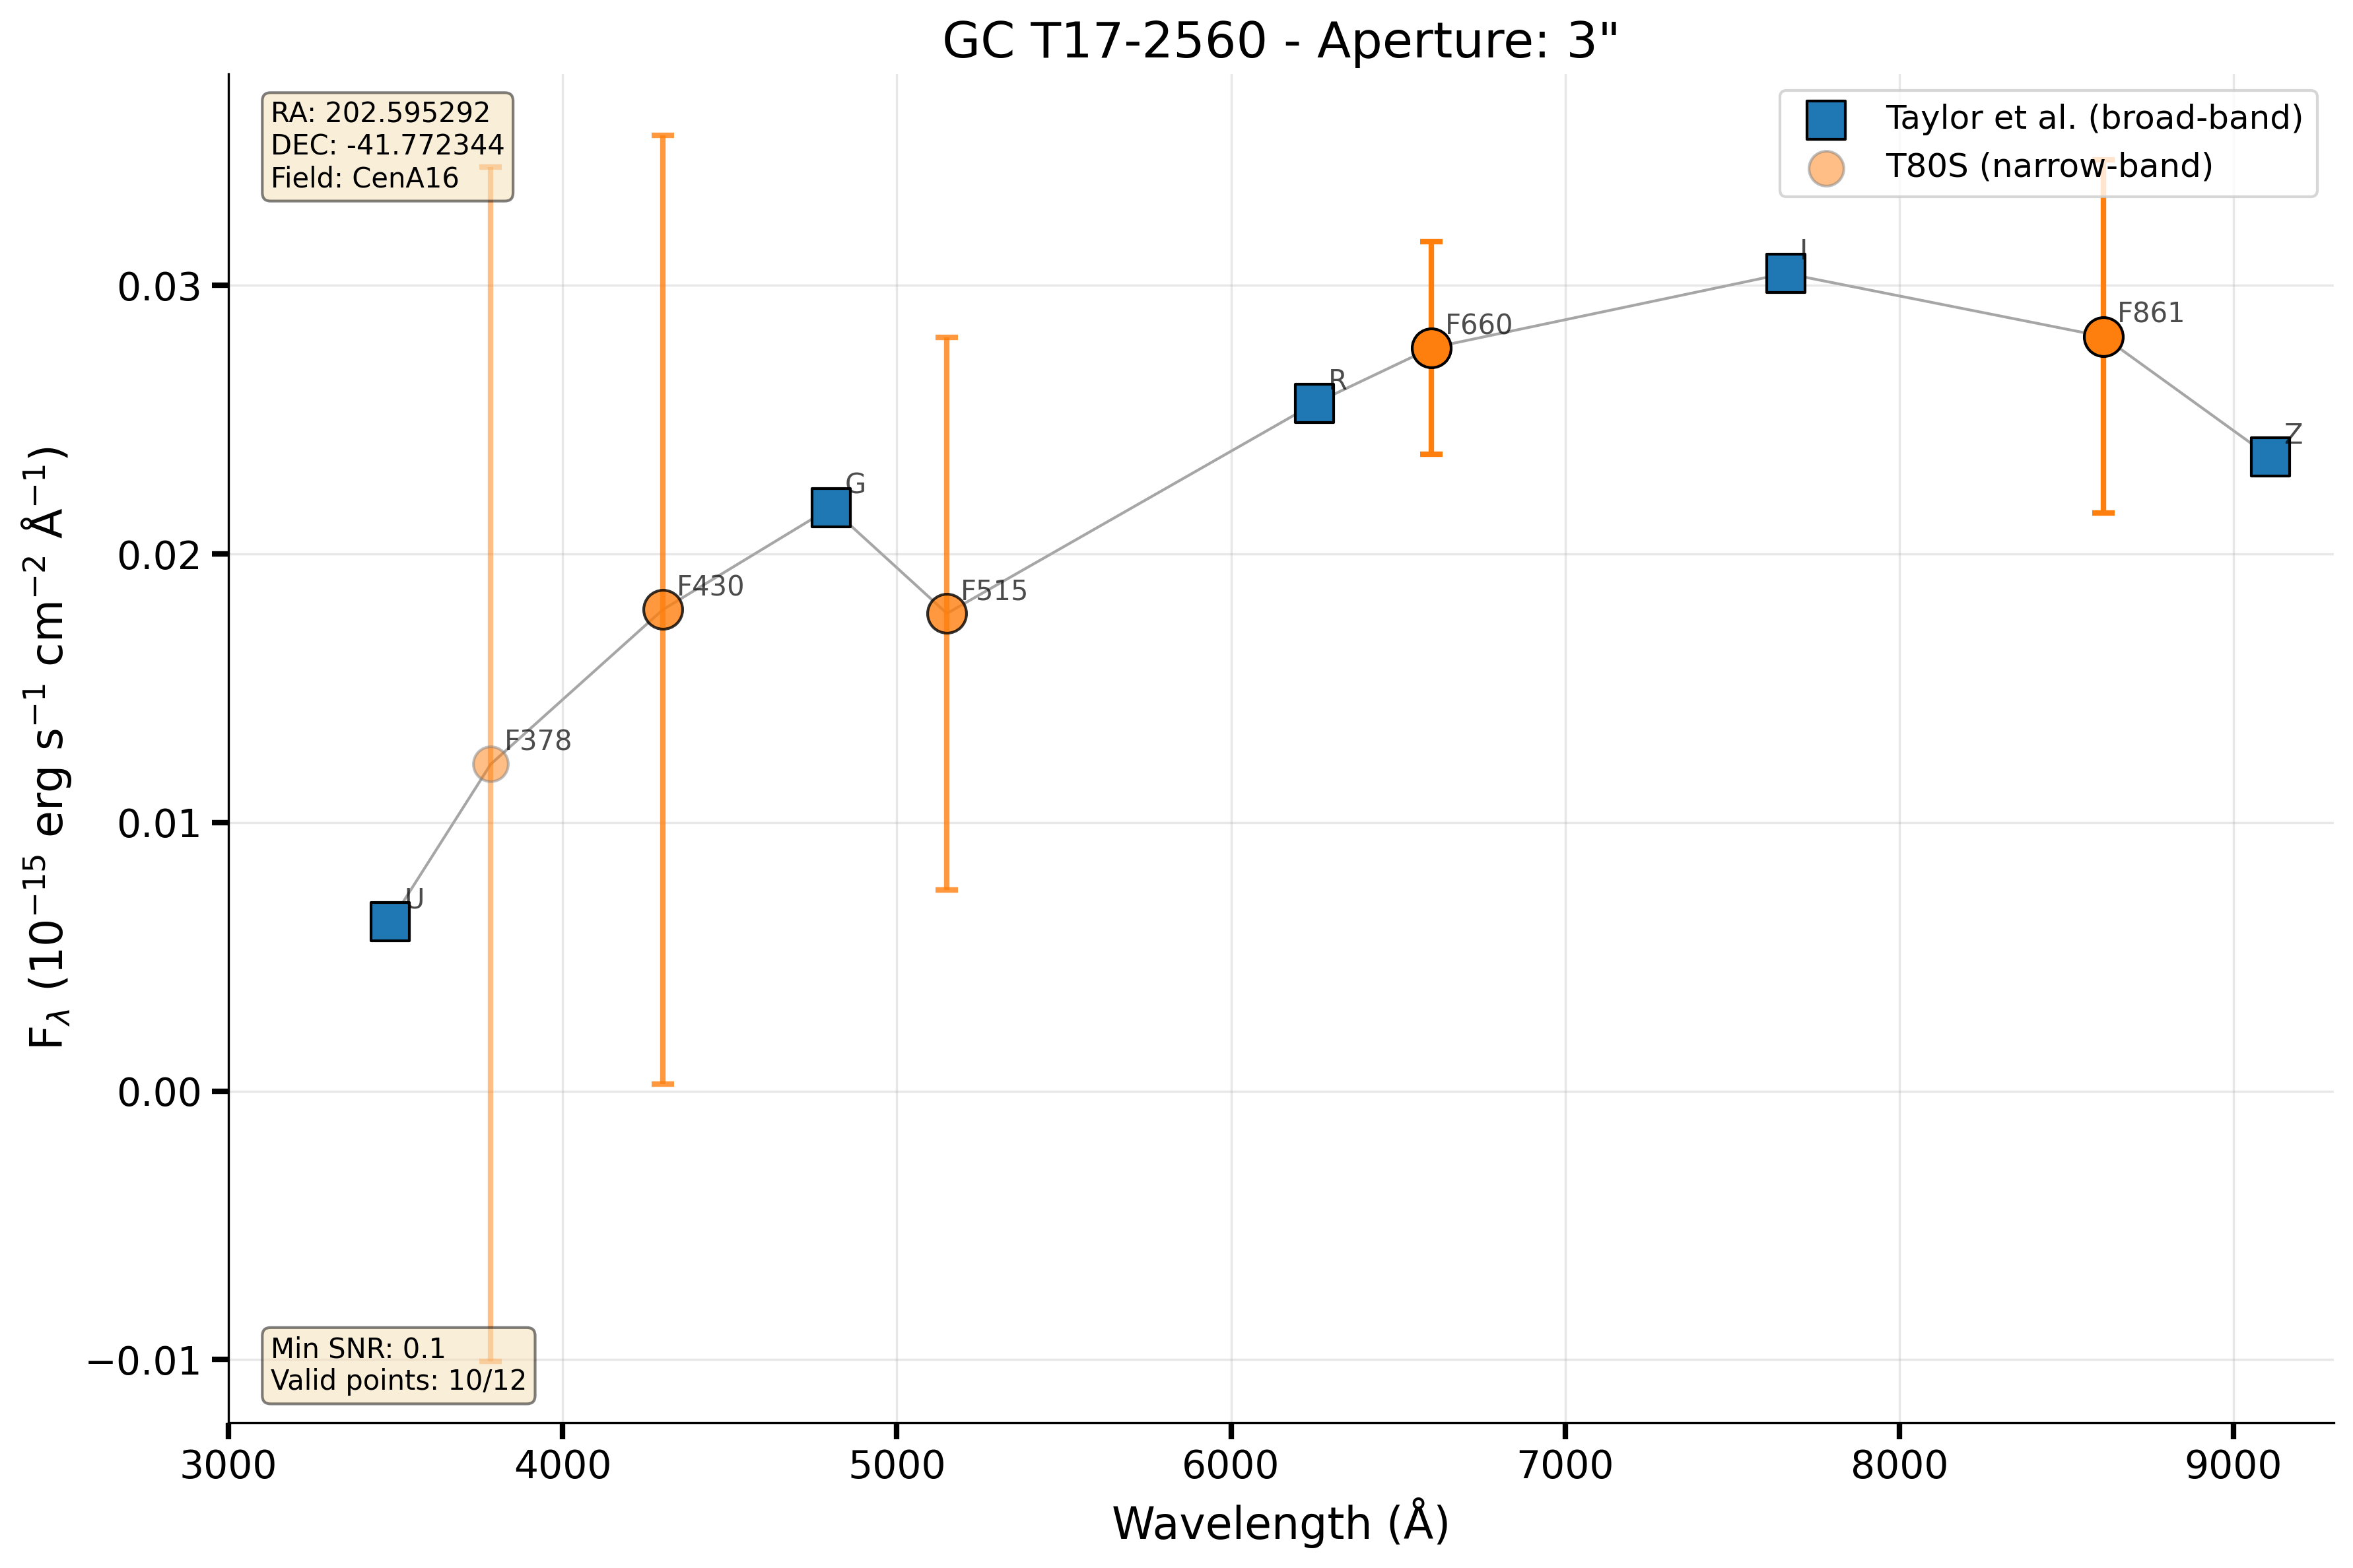 GC T17-2560 - Aperture: 3"
RA: 202.595292
DEC: -41.772344
Field: CenA16
Taylor et al. (broad-band)
T80S (narrow-band)
I
F861
F660
0.03
R
Z
G
0.02
F515
F430
F378
0.01
U
0.00
−0.01
Fλ (10⁻¹⁵ erg s⁻¹ cm⁻² Å⁻¹)
Min SNR: 0.1
Valid points: 10/12
3000 4000 5000 6000 7000 8000 9000
Wavelength (Å)